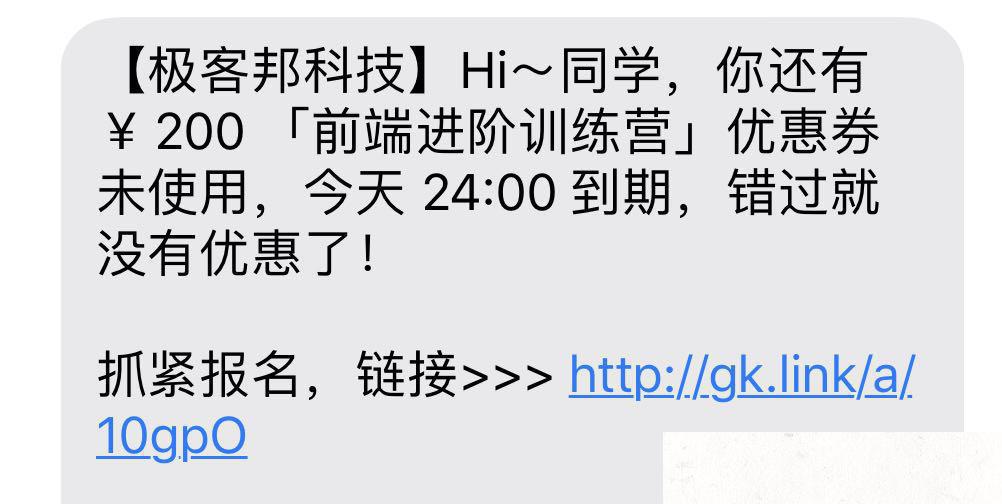 【极客邦科技】Hi～同学，你还有
￥200 「前端进阶训练营」优惠券
未使用，今天 24:00 到期，错过就
没有优惠了！
抓紧报名，链接>>> http://gk.link/a/
10gpO